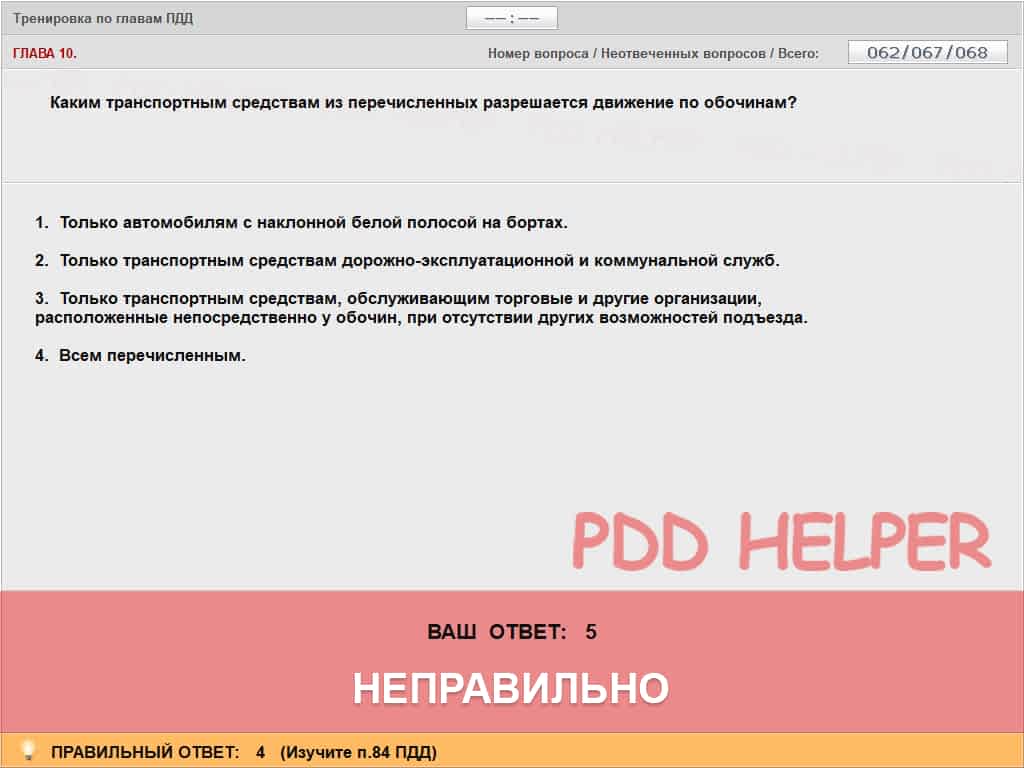 Тренировка по главам ПДД
–– : ––
ГЛАВА 10.
Номер вопроса / Неотвеченных вопросов / Всего:
062/067/068
Каким транспортным средствам из перечисленных разрешается движение по обочинам?
1. Только автомобилям с наклонной белой полосой на бортах.
2. Только транспортным средствам дорожно-эксплуатационной и коммунальной служб.
3. Только транспортным средствам, обслуживающим торговые и другие организации,
расположенные непосредственно у обочин, при отсутствии других возможностей подъезда.
4. Всем перечисленным.
PDD HELPER
ВАШ ОТВЕТ: 5
НЕПРАВИЛЬНО
ПРАВИЛЬНЫЙ ОТВЕТ: 4 (Изучите п.84 ПДД)